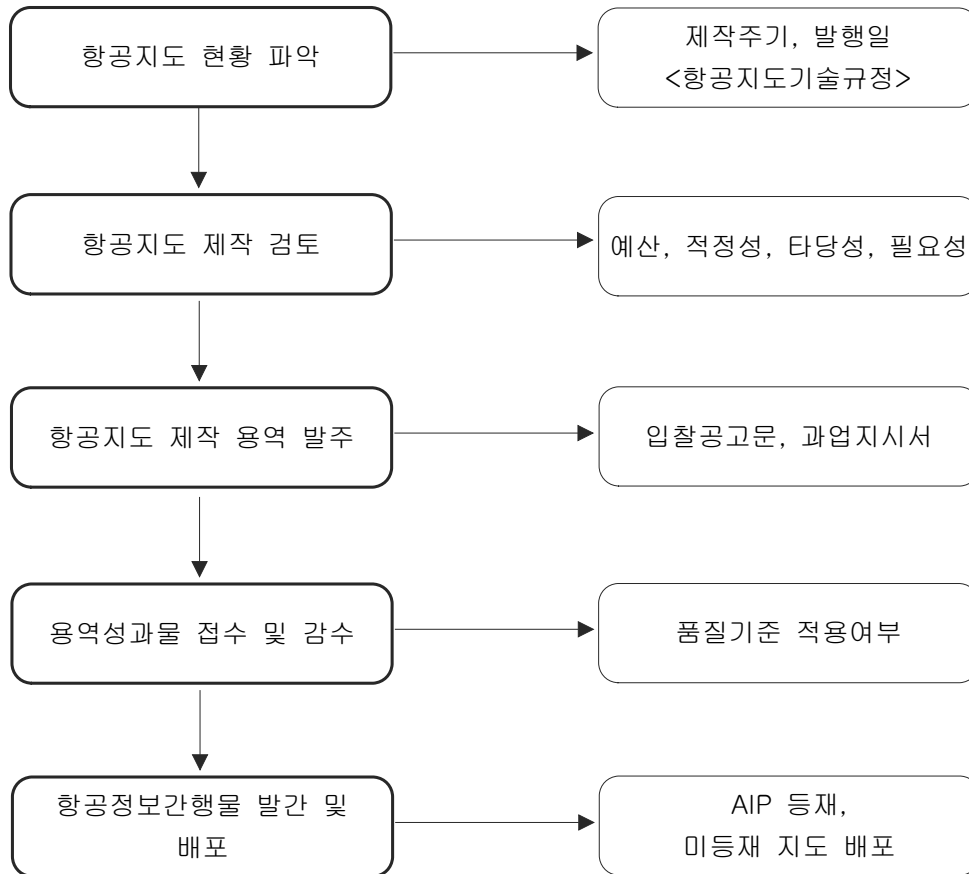 항공지도 현황 파악
제작주기, 발행일
<항공지도기술규정>
항공지도 제작 검토
예산, 적정성, 타당성, 필요성
항공지도 제작 용역 발주
입찰공고문, 과업지시서
용역성과물 접수 및 감수
품질기준 적용여부
항공정보간행물 발간 및
배포
AIP 등재,
미등재 지도 배포